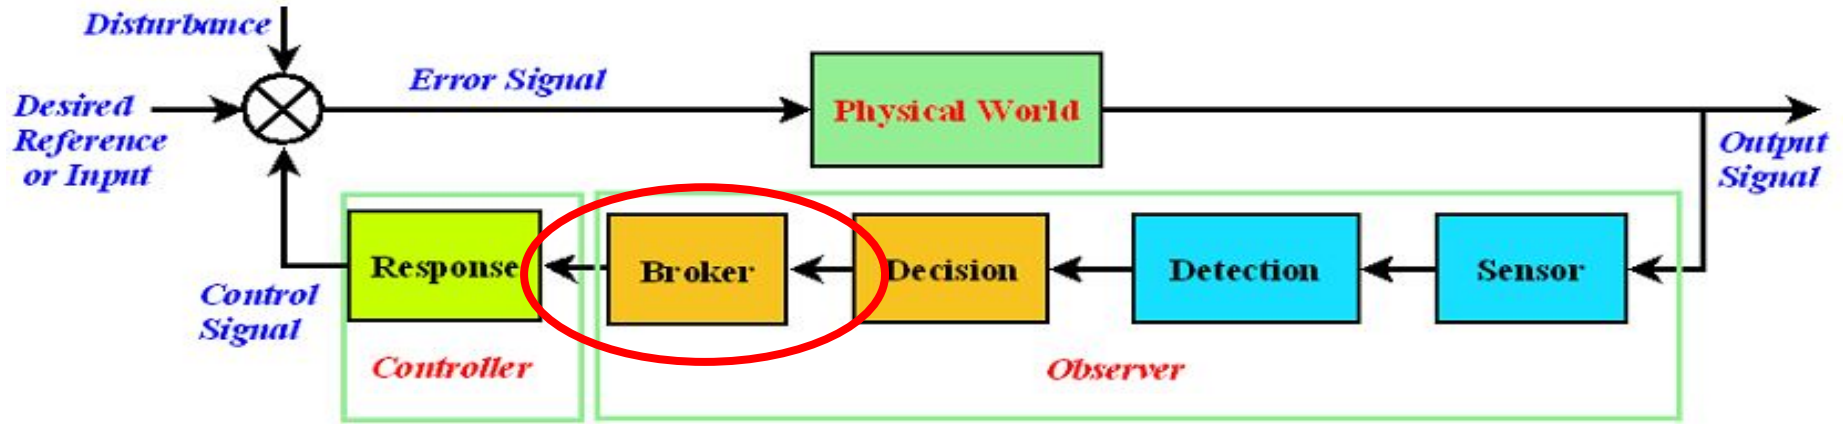 Disturbance
Error Signal
Desired
Reference
or Input
Physical World
Output
Signal
Response
Broker
Decision
Detection
Sensor
Control
Signal
Controller
Observer